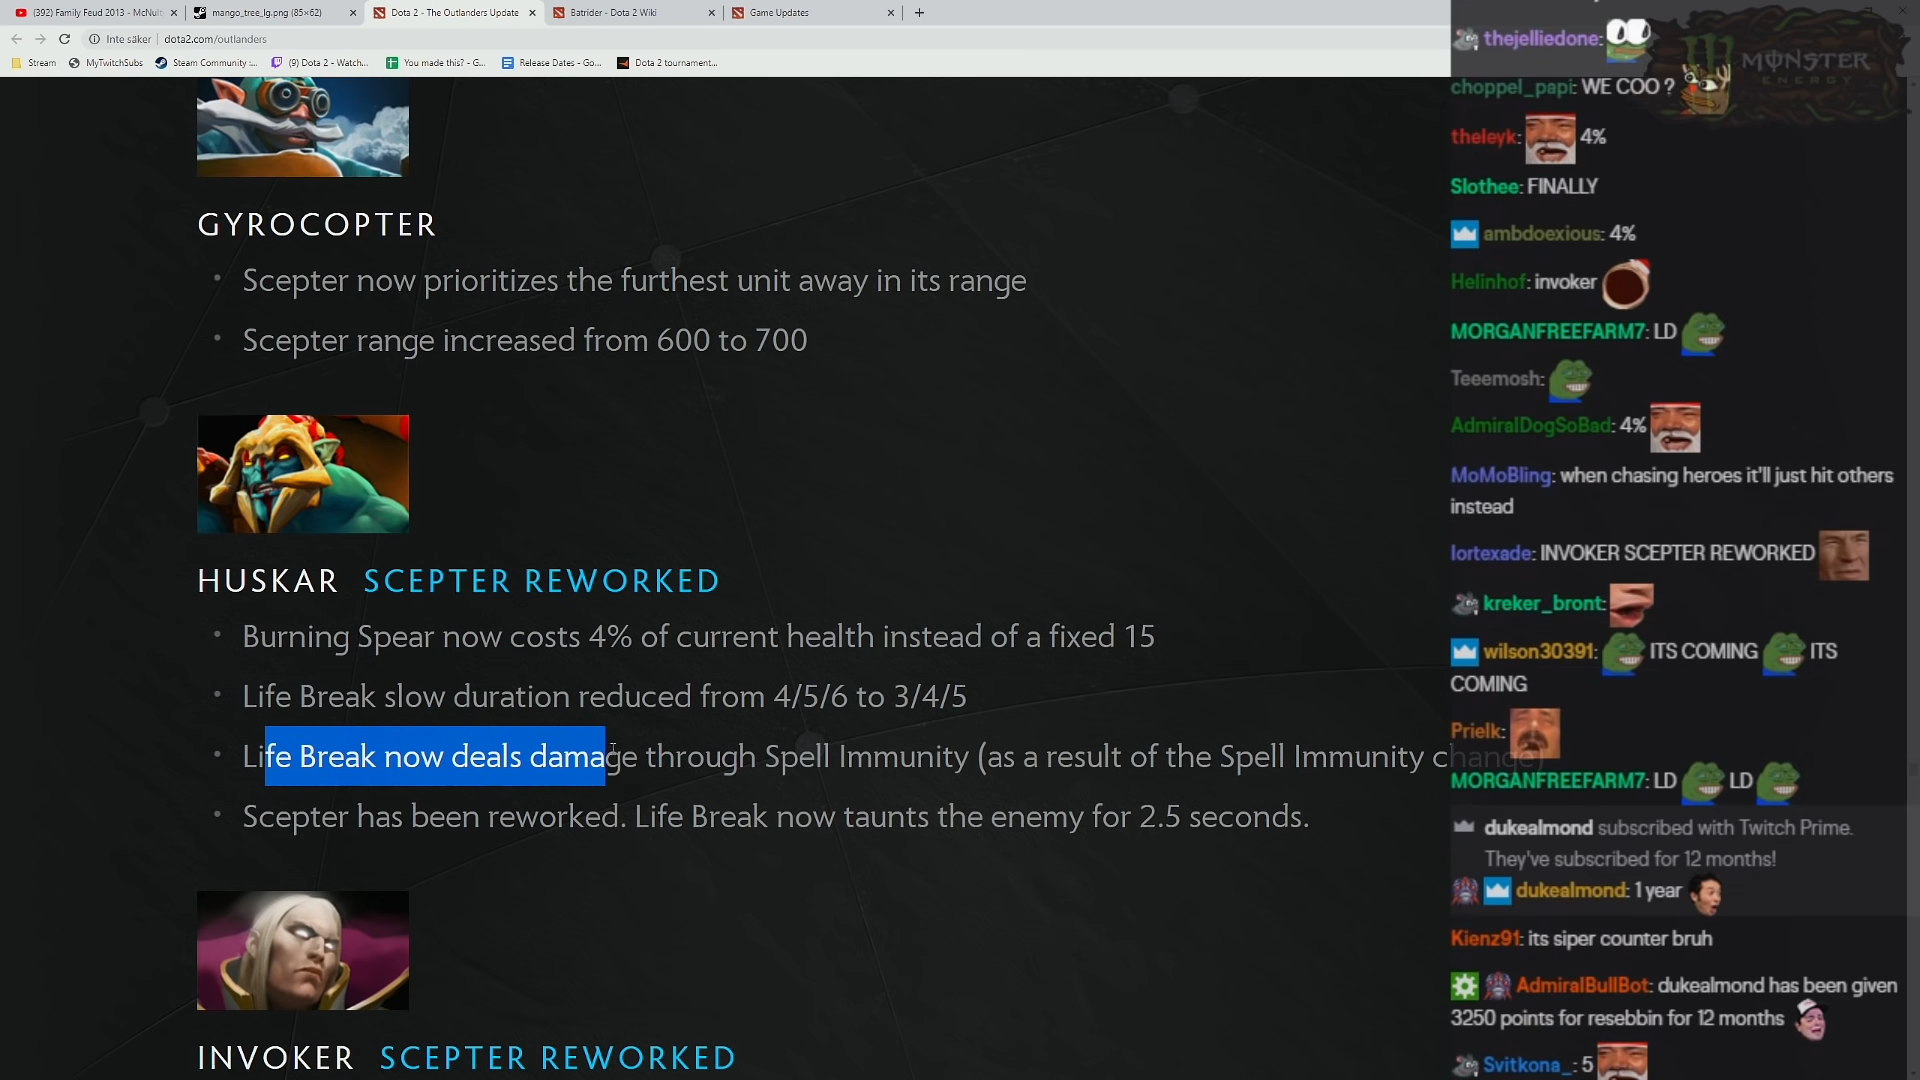 (392) Family Feud 2013 - McNult
mango_tree_lg.png (85×62)
Dota 2 - The Outlanders Update
Batrider - Dota 2 Wiki
Game Updates
Inte säker | dota2.com/outlanders
Stream
MyTwitchSubs
Steam Community :...
(9) Dota 2 - Watch...
You made this? - G...
Release Dates - Go...
Dota 2 tournament...
GYROCOPTER
• Scepter now prioritizes the furthest unit away in its range
• Scepter range increased from 600 to 700
HUSKAR SCEPTER REWORKED
• Burning Spear now costs 4% of current health instead of a fixed 15
• Life Break slow duration reduced from 4/5/6 to 3/4/5
• Life Break now deals damage through Spell Immunity (as a result of the Spell Immunity change)
• Scepter has been reworked. Life Break now taunts the enemy for 2.5 seconds.
INVOKER SCEPTER REWORKED
MONSTER
ENERGY
thejelliedone:
choppel_papi: WE COO ?
theleyk: 4%
Slothee: FINALLY
ambdoexious: 4%
Helinhof: invoker
MORGANFREEFARM7: LD
Teeemosh:
AdmiralDogSoBad: 4%
MoMoBling: when chasing heroes it'll just hit others
instead
lortexade: INVOKER SCEPTER REWORKED
kreker_bront:
wilson30391: ITS COMING ITS
COMING
Prielk:
MORGANFREEFARM7: LD LD
dukealmond subscribed with Twitch Prime.
They've subscribed for 12 months!
dukealmond: 1 year
Kienz91: its siper counter bruh
AdmiralBullBot: dukealmond has been given
3250 points for resebbin for 12 months
Svitkona_: 5